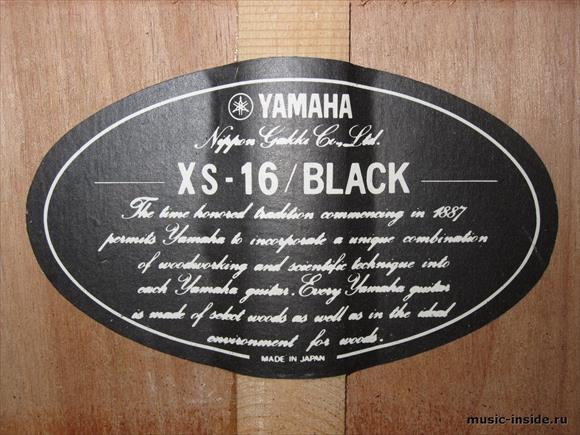 YAMAHA
Nippon Gakki Co., Ltd.
XS-16/BLACK
The time honored tradition commencing in 1887
permits Yamaha to incorporate a unique combination
of woodworking and scientific technique into
each Yamaha guitar. Every Yamaha guitar
is made of select woods as well as in the ideal
environment for woods.
MADE IN JAPAN
music-inside.ru